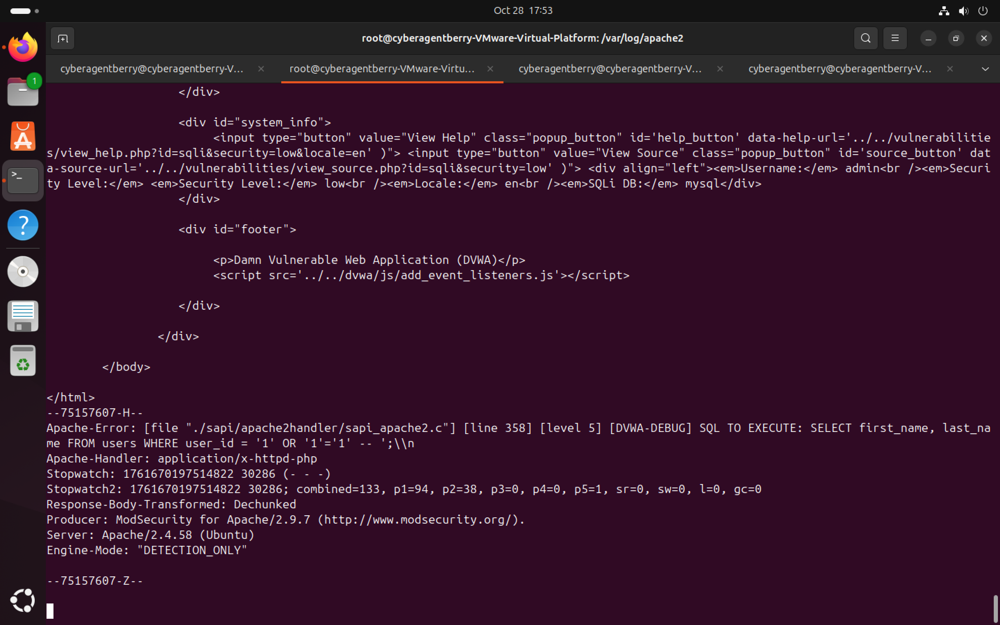 Oct 28 17:53
root@cyberagentberry-VMware-Virtual-Platform: /var/log/apache2
cyberagentberry@cyberagentberry-V...
root@cyberagentberry-VMware-Virtu...
cyberagentberry@cyberagentberry-V...
cyberagentberry@cyberagentberry-V...
1
</div>
<div id="system_info">
<input type="button" value="View Help" class="popup_button" id='help_button' data-help-url='../../vulnerabilitie
s/view_help.php?id=sqli&security=low&locale=en' )"> <input type="button" value="View Source" class="popup_button" id='source_button' dat
a-source-url='../../vulnerabilities/view_source.php?id=sqli&security=low' )"> <div align="left"><em>Username:</em> admin<br /><em>Securi
ty Level:</em> <em>Security Level:</em> low<br /><em>Locale:</em> en<br /><em>SQLi DB:</em> mysql</div>
</div>
<div id="footer">
<p>Damn Vulnerable Web Application (DVWA)</p>
<script src='../../dvwa/js/add_event_listeners.js'></script>
</div>
</div>
</body>
</html>
--75157607-H--
Apache-Error: [file "./sapi/apache2handler/sapi_apache2.c"] [line 358] [level 5] [DVWA-DEBUG] SQL TO EXECUTE: SELECT first_name, last_na
me FROM users WHERE user_id = '1' OR '1'='1' -- ';\\n
Apache-Handler: application/x-httpd-php
Stopwatch: 1761670197514822 30286 (- - -)
Stopwatch2: 1761670197514822 30286; combined=133, p1=94, p2=38, p3=0, p4=0, p5=1, sr=0, sw=0, l=0, gc=0
Response-Body-Transformed: Dechunked
Producer: ModSecurity for Apache/2.9.7 (http://www.modsecurity.org/).
Server: Apache/2.4.58 (Ubuntu)
Engine-Mode: "DETECTION_ONLY"
--75157607-Z--